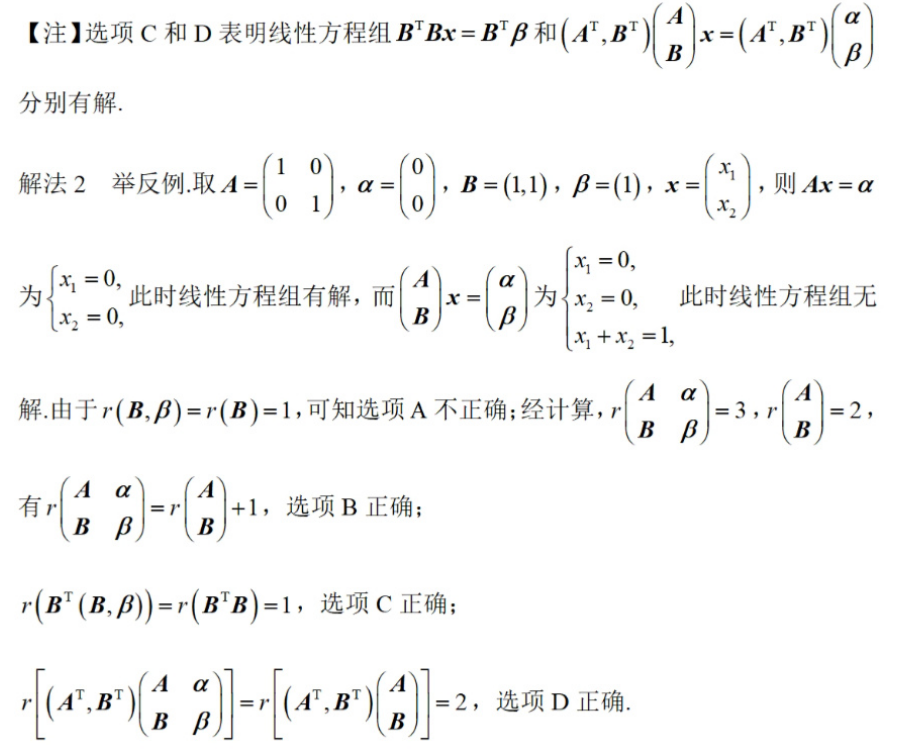 【注】选项 C 和 D 表明线性方程组 $\boldsymbol{B}^{\mathrm{T}}\boldsymbol{B}\boldsymbol{x}=\boldsymbol{B}^{\mathrm{T}}\boldsymbol{\beta}$ 和 $\left(\boldsymbol{A}^{\mathrm{T}},\boldsymbol{B}^{\mathrm{T}}\right)\begin{pmatrix}\boldsymbol{A}\\\boldsymbol{B}\end{pmatrix}\boldsymbol{x}=\left(\boldsymbol{A}^{\mathrm{T}},\boldsymbol{B}^{\mathrm{T}}\right)\begin{pmatrix}\boldsymbol{\alpha}\\\boldsymbol{\beta}\end{pmatrix}$
分别有解.
解法 2 举反例.取 $\boldsymbol{A}=\begin{pmatrix}1&0\\0&1\end{pmatrix}$，$\boldsymbol{\alpha}=\begin{pmatrix}0\\0\end{pmatrix}$，$\boldsymbol{B}=(1,1)$，$\boldsymbol{\beta}=(1)$，$\boldsymbol{x}=\begin{pmatrix}x_1\\x_2\end{pmatrix}$，则 $\boldsymbol{A}\boldsymbol{x}=\boldsymbol{\alpha}$
为 $\begin{cases}x_1=0,\\x_2=0,\end{cases}$ 此时线性方程组有解，而 $\begin{pmatrix}\boldsymbol{A}\\\boldsymbol{B}\end{pmatrix}\boldsymbol{x}=\begin{pmatrix}\boldsymbol{\alpha}\\\boldsymbol{\beta}\end{pmatrix}$ 为 $\begin{cases}x_1=0,\\x_2=0,\\x_1+x_2=1,\end{cases}$ 此时线性方程组无
解.由于 $r(\boldsymbol{B},\boldsymbol{\beta})=r(\boldsymbol{B})=1$,可知选项 A 不正确;经计算, $r\begin{pmatrix}\boldsymbol{A}&\boldsymbol{\alpha}\\\boldsymbol{B}&\boldsymbol{\beta}\end{pmatrix}=3$，$r\begin{pmatrix}\boldsymbol{A}\\\boldsymbol{B}\end{pmatrix}=2$，
有 $r\begin{pmatrix}\boldsymbol{A}&\boldsymbol{\alpha}\\\boldsymbol{B}&\boldsymbol{\beta}\end{pmatrix}=r\begin{pmatrix}\boldsymbol{A}\\\boldsymbol{B}\end{pmatrix}+1$，选项 B 正确；
$r\left(\boldsymbol{B}^{\mathrm{T}}(\boldsymbol{B},\boldsymbol{\beta})\right)=r\left(\boldsymbol{B}^{\mathrm{T}}\boldsymbol{B}\right)=1$，选项 C 正确；
$r\left[\left(\boldsymbol{A}^{\mathrm{T}},\boldsymbol{B}^{\mathrm{T}}\right)\begin{pmatrix}\boldsymbol{A}&\boldsymbol{\alpha}\\\boldsymbol{B}&\boldsymbol{\beta}\end{pmatrix}\right]=r\left[\left(\boldsymbol{A}^{\mathrm{T}},\boldsymbol{B}^{\mathrm{T}}\right)\begin{pmatrix}\boldsymbol{A}\\\boldsymbol{B}\end{pmatrix}\right]=2$，选项 D 正确.